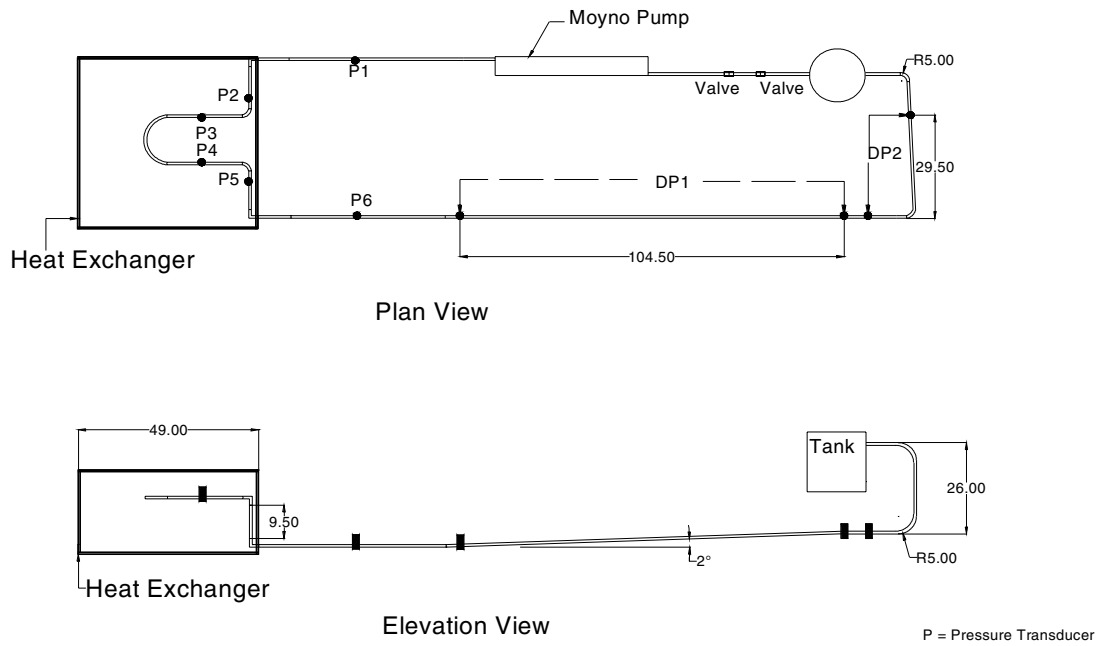 Moyno Pump
P1
R5.00
P2
Valve
Valve
P3
P4
DP2
29.50
P5
DP1
P6
Heat Exchanger
104.50
Plan View
49.00
Tank
26.00
9.50
2°
R5.00
Heat Exchanger
Elevation View
P = Pressure Transducer